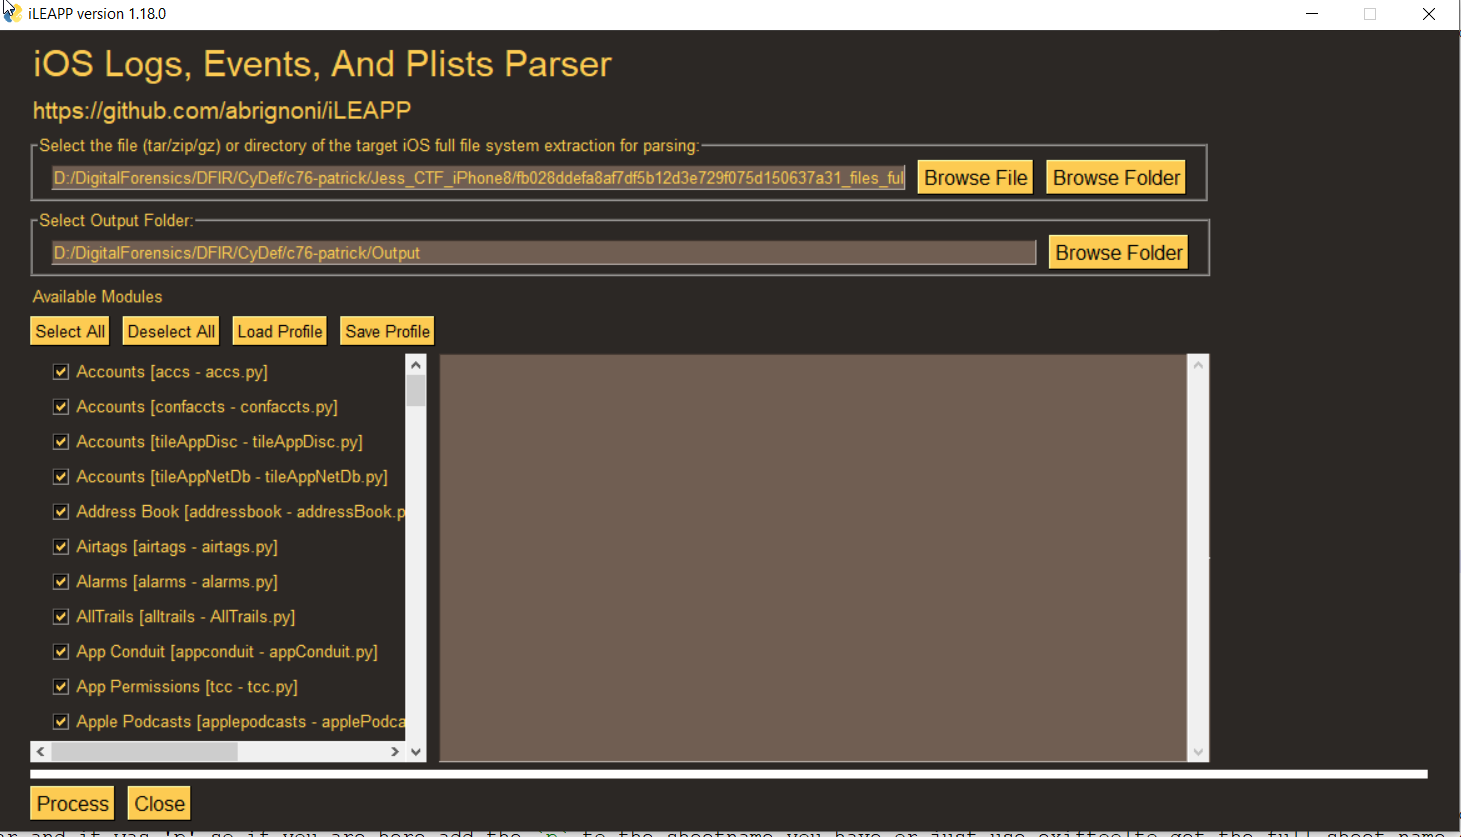 iLEAPP version 1.18.0
iOS Logs, Events, And Plists Parser
https://github.com/abrignoni/iLEAPP
Select the file (tar/zip/gz) or directory of the target iOS full file system extraction for parsing:
D:/DigitalForensics/DFIR/CyDef/c76-patrick/Jess_CTF_iPhone8/fb028ddefa8af7df5b12d3e729f075d150637a31_files_ful Browse File Browse Folder
Select Output Folder:
D:/DigitalForensics/DFIR/CyDef/c76-patrick/Output Browse Folder
Available Modules
Select All Deselect All Load Profile Save Profile
Accounts [accs - accs.py]
Accounts [confaccts - confaccts.py]
Accounts [tileAppDisc - tileAppDisc.py]
Accounts [tileAppNetDb - tileAppNetDb.py]
Address Book [addressbook - addressBook.p
Airtags [airtags - airtags.py]
Alarms [alarms - alarms.py]
AllTrails [alltrails - AllTrails.py]
App Conduit [appconduit - appConduit.py]
App Permissions [tcc - tcc.py]
Apple Podcasts [applepodcasts - applePodca
Process Close